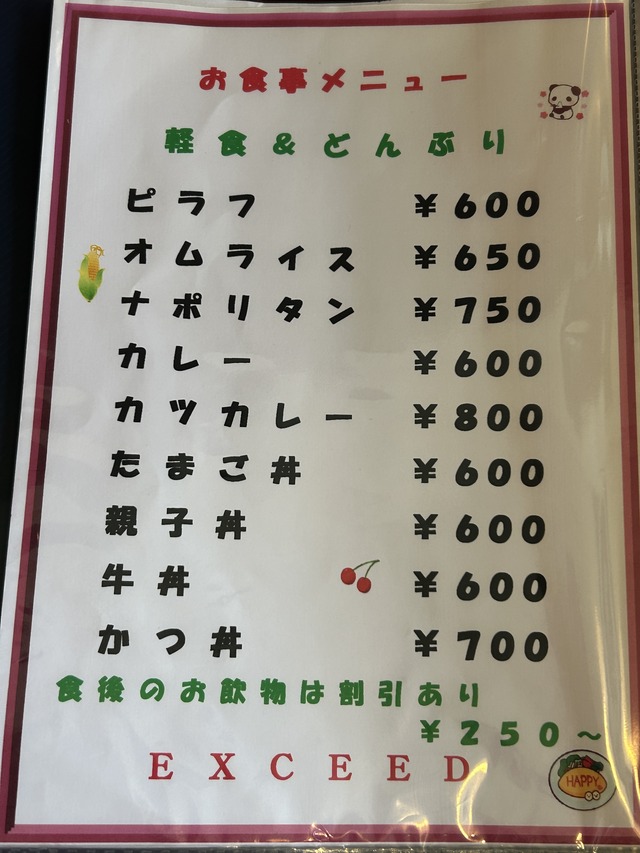 お食事メニュー
軽食&どんぶり
ピラフ ¥600
オムライス ¥650
ナポリタン ¥750
カレー ¥600
カツカレー ¥800
たまご丼 ¥600
親子丼 ¥600
牛丼 ¥600
かつ丼 ¥700
食後のお飲物は割引あり
¥250~
EXCEED
HAPPY